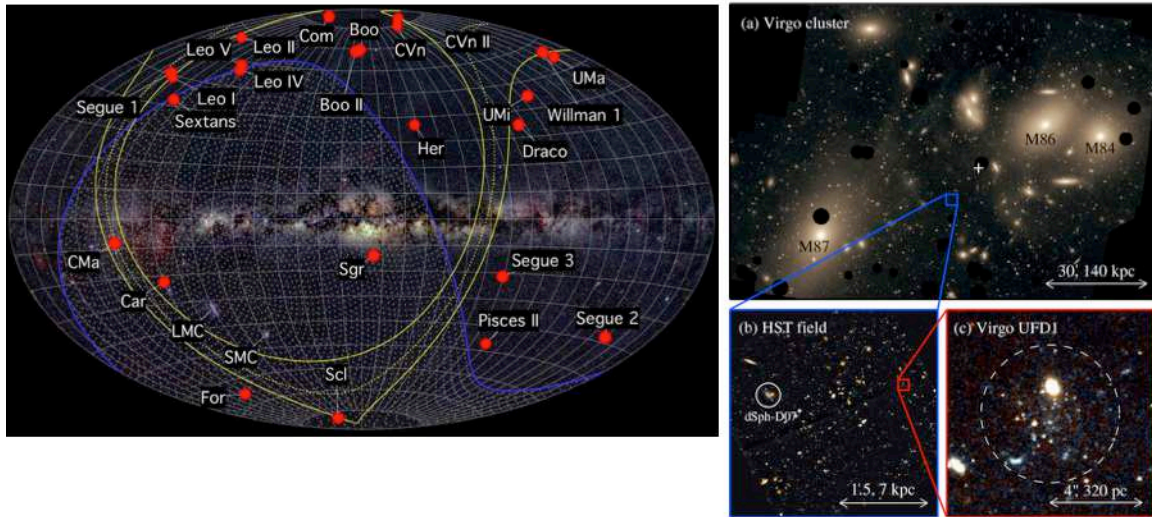 Com
Boo
CVn
CVn II
Leo V
Leo II
UMa
Leo IV
Segue 1
Leo I
Boo II
UMi
Willman 1
Sextans
Her
Draco
CMa
Sgr
Segue 3
Car
LMC
Pisces II
Segue 2
SMC
Scl
For
(a) Virgo cluster
M86
M84
M87
30', 140 kpc
(b) HST field
(c) Virgo UFD1
dSph-D07
1.'5, 7 kpc
4", 320 pc